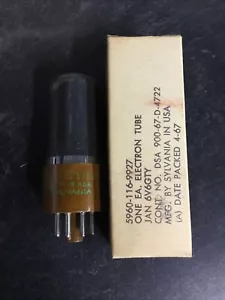 5960-116-9927
ONE EA. ELECTRON TUBE
JAN 6V6GTY
CONT. NO. DSA 900-67-D-4722
MFG. BY SYLVANIA IN USA
(A) DATE PACKED 4-67